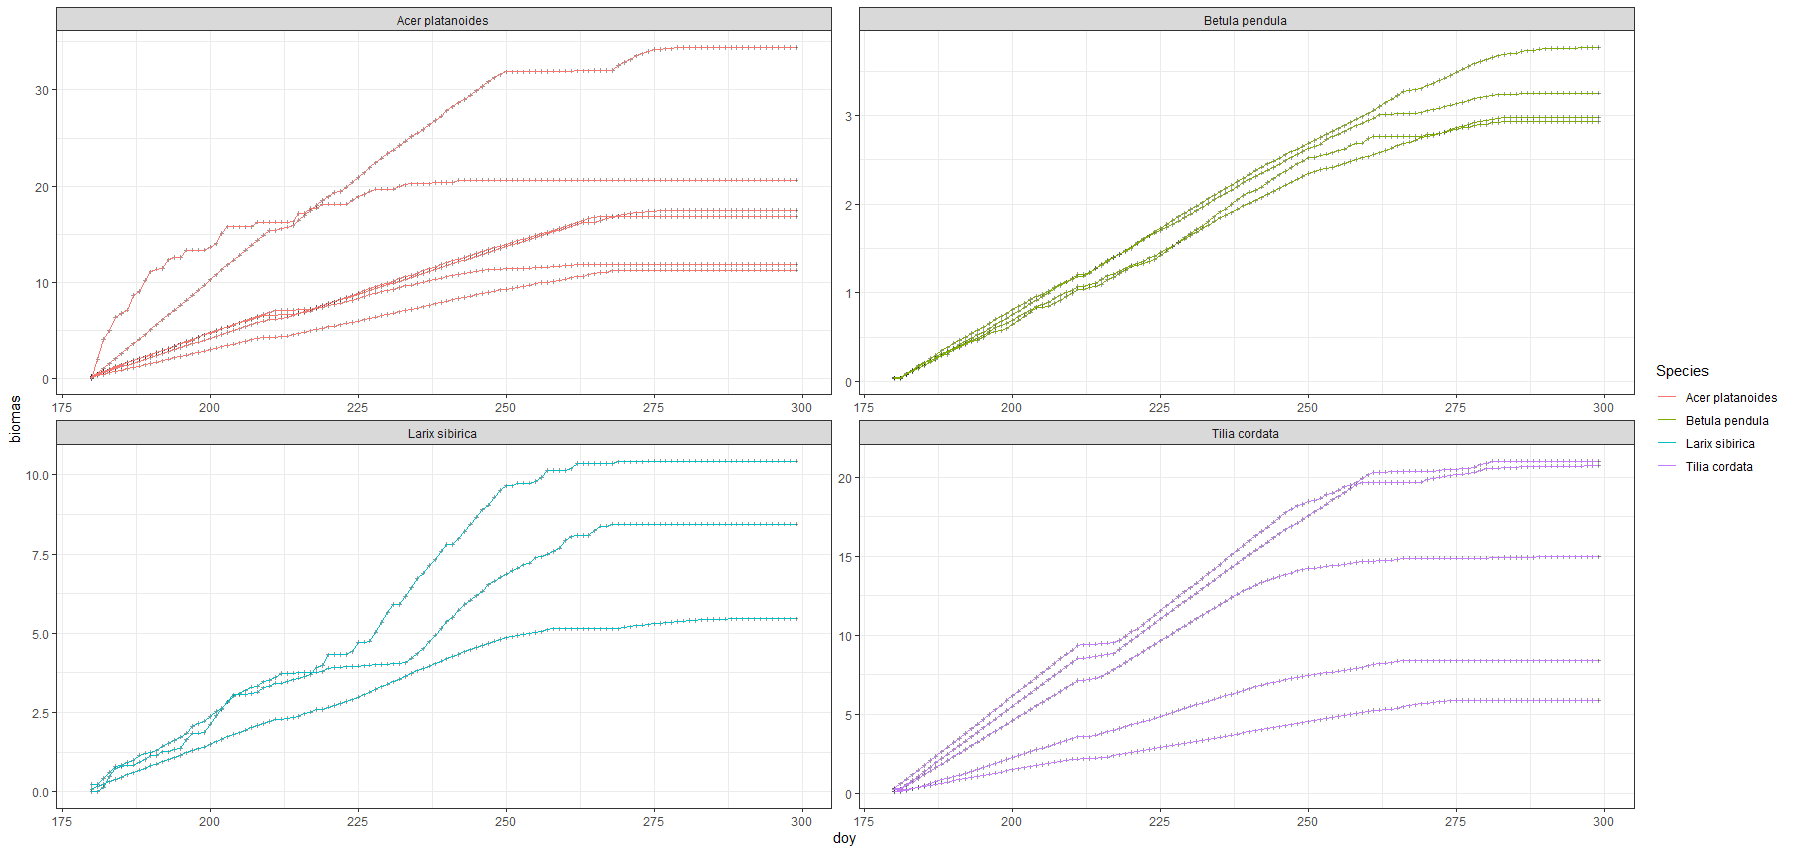 Acer platanoides
Betula pendula
30
20
10
0
3
2
1
0
175 200 225 250 275 300
175 200 225 250 275 300
Larix sibirica
Tilia cordata
10.0
7.5
5.0
2.5
0.0
20
15
10
5
0
175 200 225 250 275 300
175 200 225 250 275 300
biomas
doy
Species
Acer platanoides
Betula pendula
Larix sibirica
Tilia cordata